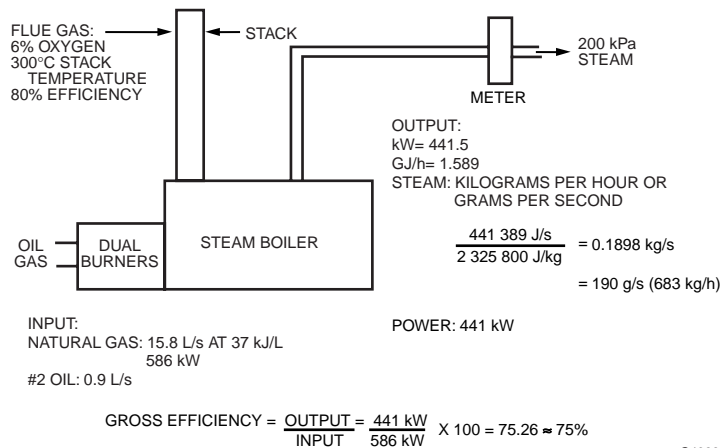 FLUE GAS:
6% OXYGEN
300°C STACK
TEMPERATURE
80% EFFICIENCY
STACK
200 kPa
STEAM
METER
OUTPUT:
kW= 441.5
GJ/h= 1.589
STEAM: KILOGRAMS PER HOUR OR
GRAMS PER SECOND
441 389 J/s
2 325 800 J/kg
= 0.1898 kg/s
= 190 g/s (683 kg/h)
POWER: 441 kW
OIL
GAS
DUAL
BURNERS
STEAM BOILER
INPUT:
NATURAL GAS: 15.8 L/s AT 37 kJ/L
586 kW
#2 OIL: 0.9 L/s
GROSS EFFICIENCY = OUTPUT / INPUT = 441 kW / 586 kW X 100 = 75.26 ≈ 75%